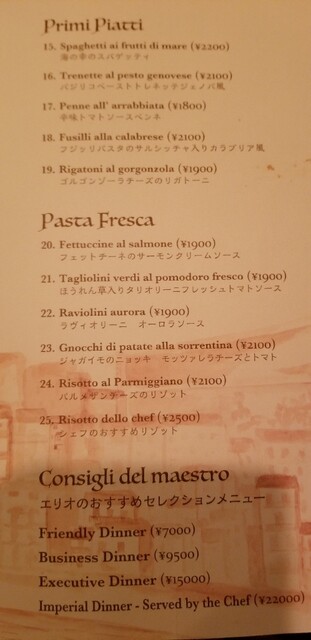 Primi Piatti
15. Spaghetti ai frutti di mare (¥2200)
海の幸のスパゲッティ
16. Trenette al pesto genovese (¥2100)
バジリコペーストトレネッテジェノバ風
17. Penne all' arrabbiata (¥1800)
辛味トマトソースペンネ
18. Fusilli alla calabrese (¥2100)
フジッリパスタのサルシッチャ入りカラブリア風
19. Rigatoni al gorgonzola (¥1900)
ゴルゴンゾーラチーズのリガトーニ
Pasta Fresca
20. Fettuccine al salmone (¥1900)
フェットチーネのサーモンクリームソース
21. Tagliolini verdi al pomodoro fresco (¥1900)
ほうれん草入りタリオリーニフレッシュトマトソース
22. Raviolini aurora (¥1900)
ラヴィオリーニ オーロラソース
23. Gnocchi di patate alla sorrentina (¥2100)
ジャガイモのニョッキ モッツァレラチーズとトマト
24. Risotto al Parmiggiano (¥2100)
パルメザンチーズのリゾット
25. Risotto dello chef (¥2500)
シェフのおすすめリゾット
Consigli del maestro
エリオのおすすめセレクションメニュー
Friendly Dinner (¥7000)
Business Dinner (¥9500)
Executive Dinner (¥15000)
Imperial Dinner - Served by the Chef (¥22000)